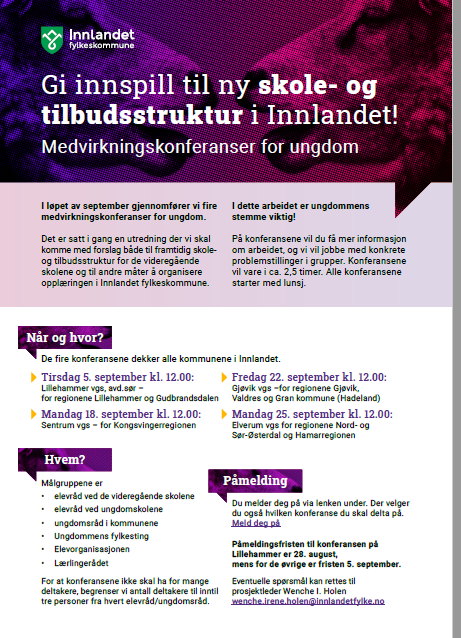 Innlandet
fylkeskommune
Gi innspill til ny skole- og
tilbudsstruktur i Innlandet!
Medvirkningskonferanser for ungdom
I løpet av september gjennomfører vi fire
medvirkningskonferanser for ungdom.
Det er satt i gang en utredning der vi skal
komme med forslag både til framtidig skole-
og tilbudsstruktur for de videregående
skolene og til andre måter å organisere
opplæringen i Innlandet fylkeskommune.
I dette arbeidet er ungdommens
stemme viktig!
På konferansene vil du få mer informasjon
om arbeidet, og vi vil jobbe med konkrete
problemstillinger i grupper. Konferansene
vil vare i ca. 2,5 timer. Alle konferansene
starter med lunsj.
Når og hvor?
De fire konferansene dekker alle kommunene i Innlandet.
Tirsdag 5. september kl. 12.00:
Lillehammer vgs, avd.sør –
for regionene Lillehammer og Gudbrandsdalen
Mandag 18. september kl. 12.00:
Sentrum vgs – for Kongsvingerregionen
Fredag 22. september kl. 12.00:
Gjøvik vgs –for regionene Gjøvik,
Valdres og Gran kommune (Hadeland)
Mandag 25. september kl. 12.00:
Elverum vgs for regionene Nord- og
Sør-Østerdal og Hamarregionen
Hvem?
Målgruppene er
• elevråd ved de videregående skolene
• elevråd ved ungdomskolene
• ungdomsråd i kommunene
• Ungdommens fylkesting
• Elevorganisasjonen
• Lærlingerådet
For at konferansene ikke skal ha for mange
deltakere, begrenser vi antall deltakere til inntil
tre personer fra hvert elevråd/ungdomsråd.
Påmelding
Du melder deg på via lenken under. Der velger
du også hvilken konferanse du skal delta på.
Meld deg på
Påmeldingsfristen til konferansen på
Lillehammer er 28. august,
mens for de øvrige er fristen 5. september.
Eventuelle spørsmål kan rettes til
prosjektleder Wenche I. Holen
wenche.irene.holen@innlandetfylke.no